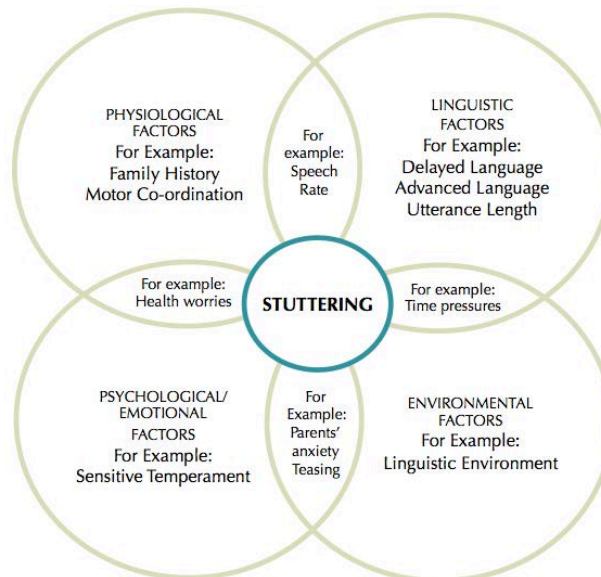 PHYSIOLOGICAL
FACTORS
For Example:
Family History
Motor Co-ordination
For
example:
Speech
Rate
LINGUISTIC
FACTORS
For Example:
Delayed Language
Advanced Language
Utterance Length
For example:
Health worries
STUTTERING
For example:
Time pressures
PSYCHOLOGICAL/
EMOTIONAL
FACTORS
For Example:
Sensitive Temperament
For
Example:
Parents'
anxiety
Teasing
ENVIRONMENTAL
FACTORS
For Example:
Linguistic Environment